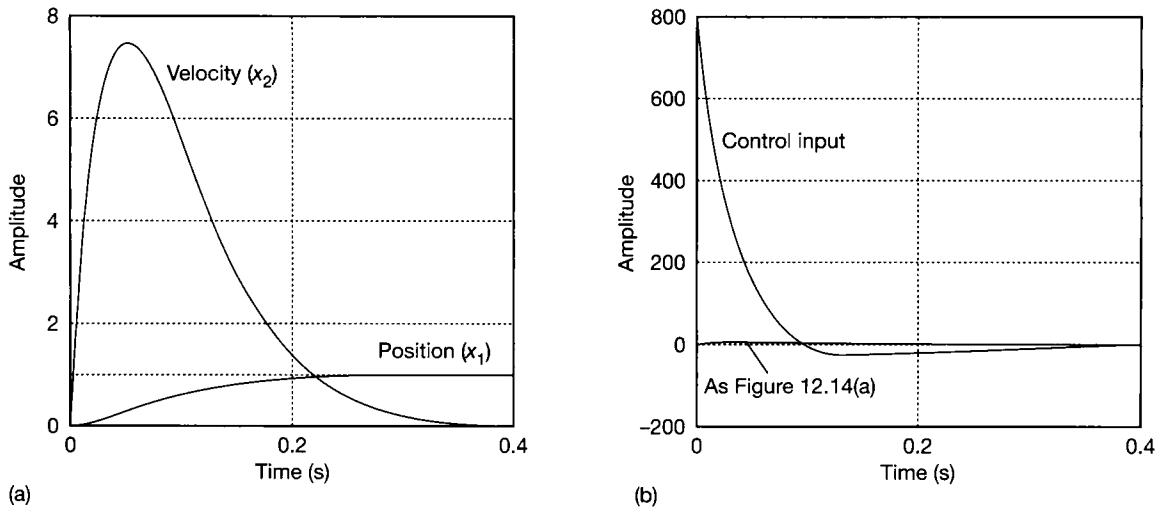 8
6
4
2
0
0
0.2
0.4
Amplitude
Time (s)
Velocity (x2)
Position (x1)
(a)
800
600
400
200
0
−200
0
0.2
0.4
Amplitude
Time (s)
Control input
As Figure 12.14(a)
(b)